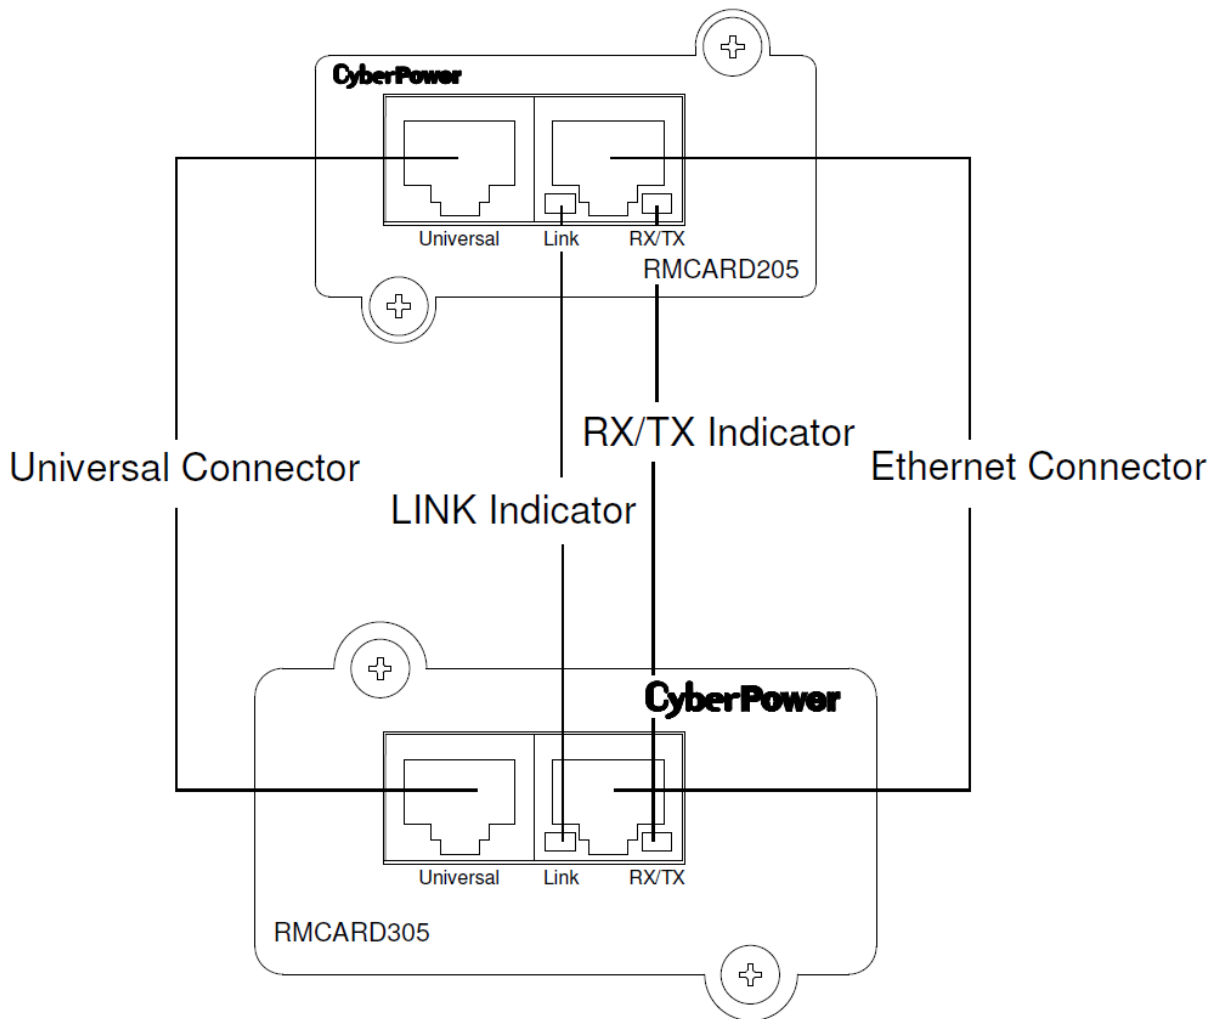 CyberPower
Universal
Link
RX/TX
RMCARD205
RX/TX Indicator
Universal Connector
Ethernet Connector
LINK Indicator
CyberPower
Universal
Link
RX/TX
RMCARD305